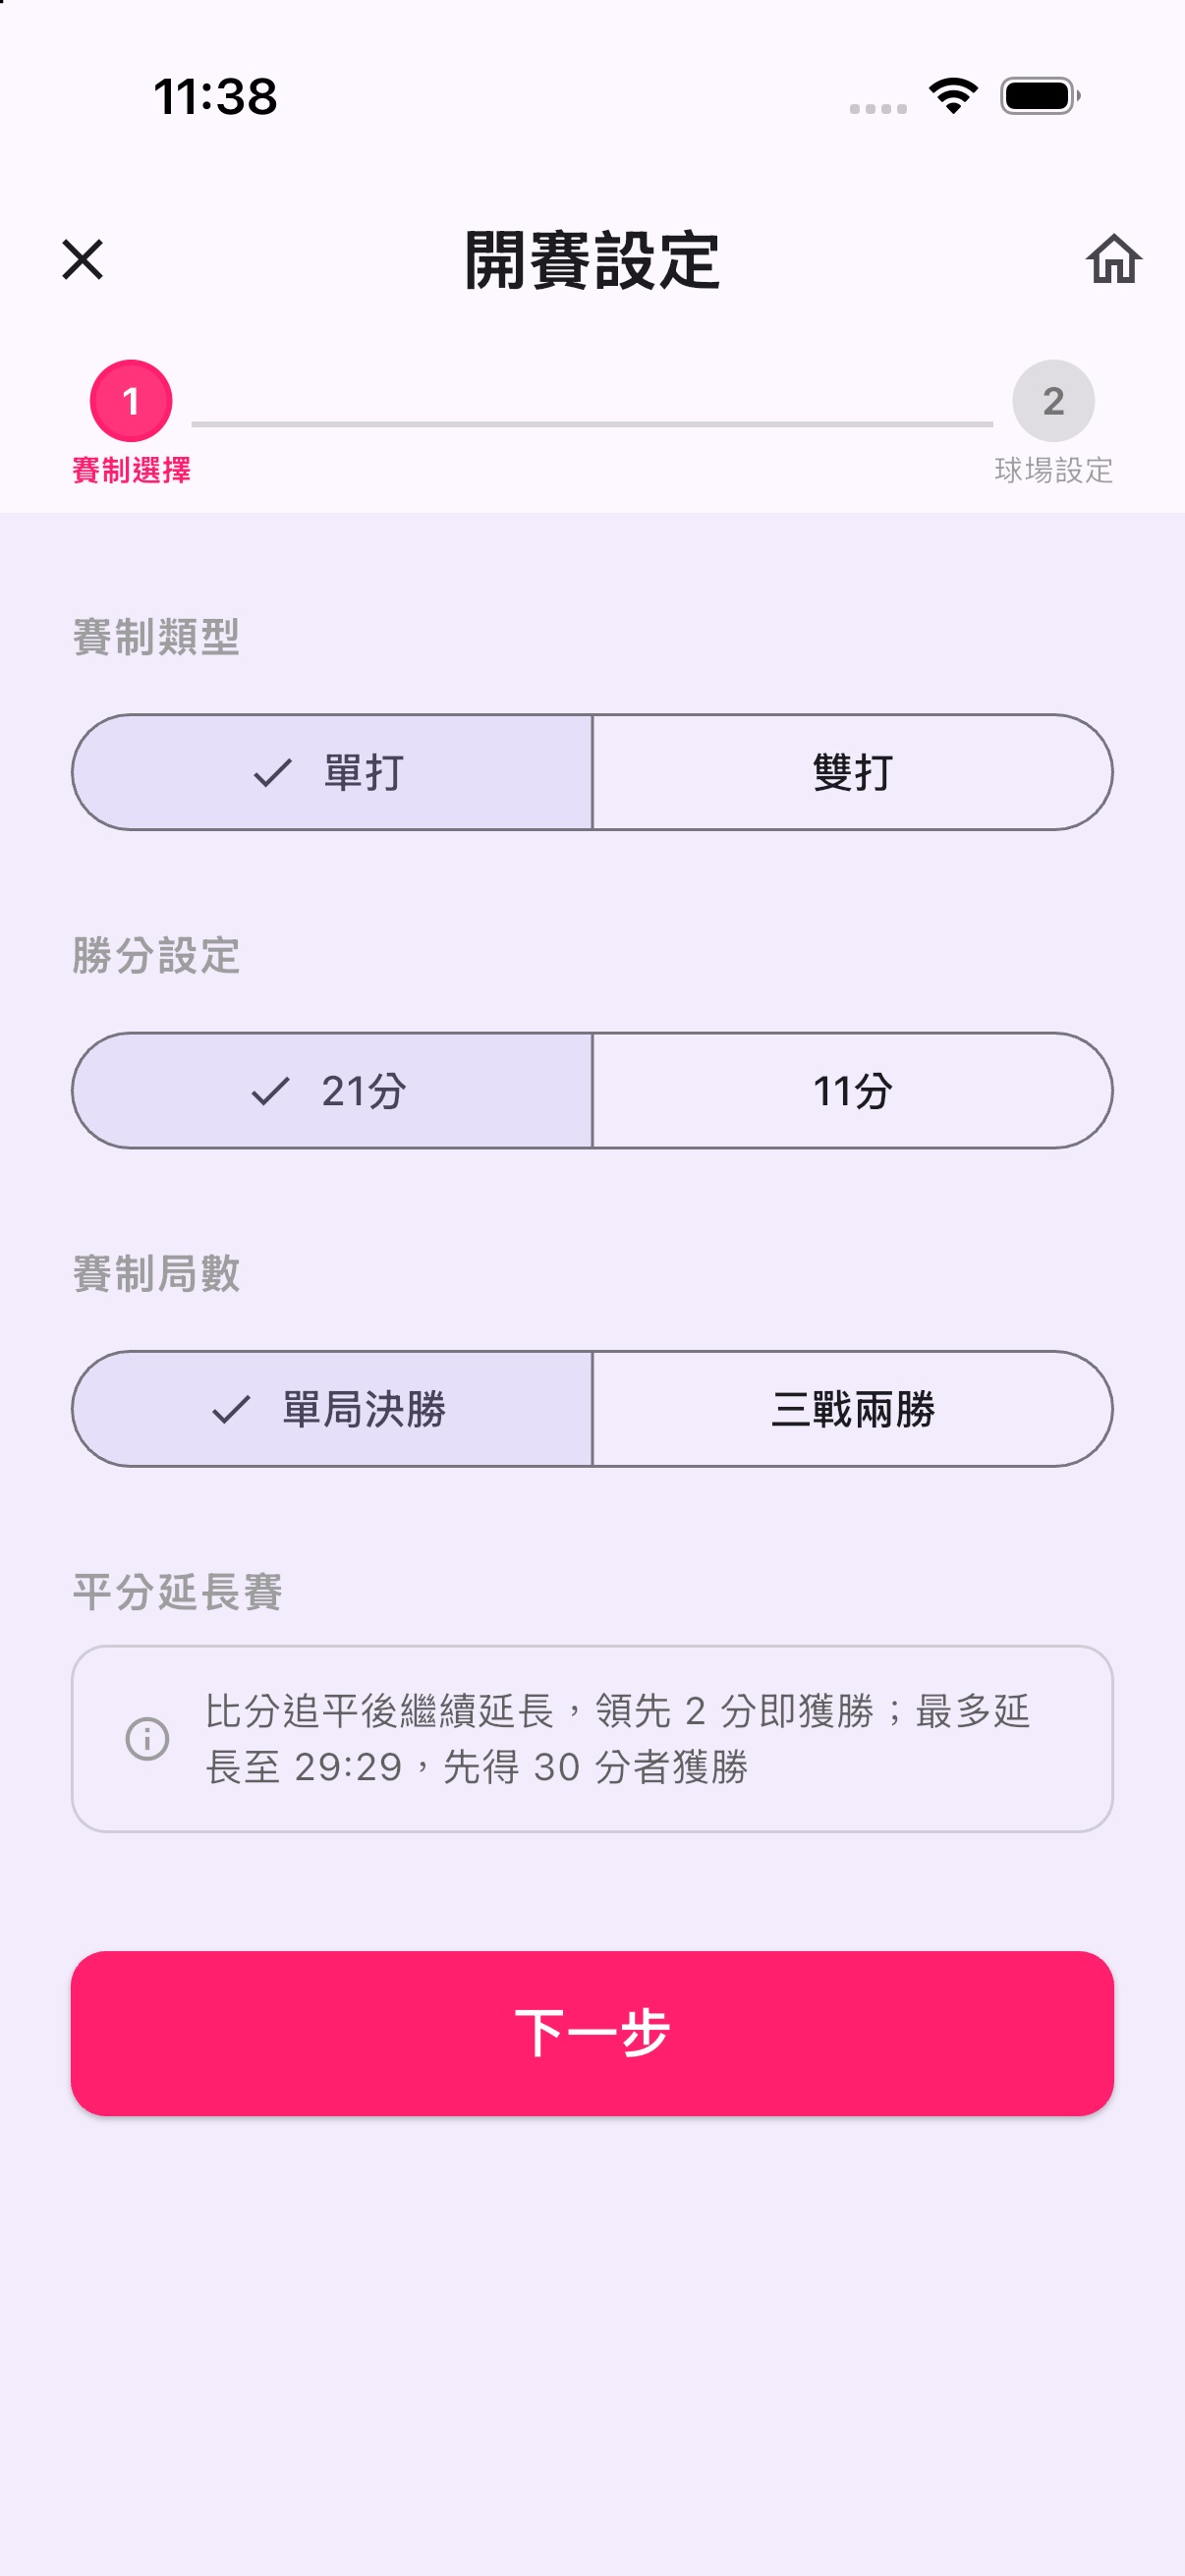 11:38
開賽設定
1
2
賽制選擇
球場設定
賽制類型
單打
雙打
勝分設定
21分
11分
賽制局數
單局決勝
三戰兩勝
平分延長賽
比分追平後繼續延長，領先 2 分即獲勝；最多延
長至 29:29，先得 30 分者獲勝
下一步